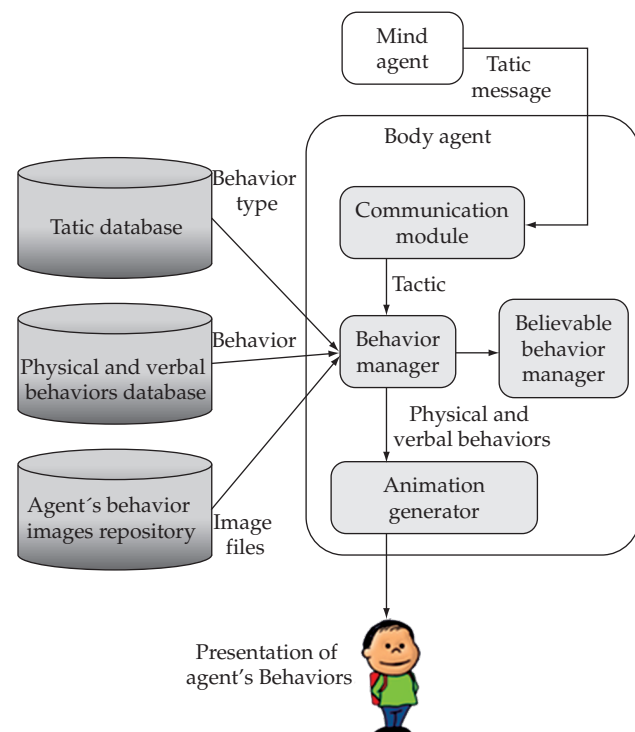 Mind
agent
Tatic
message
Body agent
Behavior
type
Tatic database
Communication
module
Tactic
Behavior
Physical and verbal
behaviors database
Behavior
manager
Believable
behavior
manager
Physical and
verbal behaviors
Agent´s behavior
images repository
Image
files
Animation
generator
Presentation of
agent's Behaviors